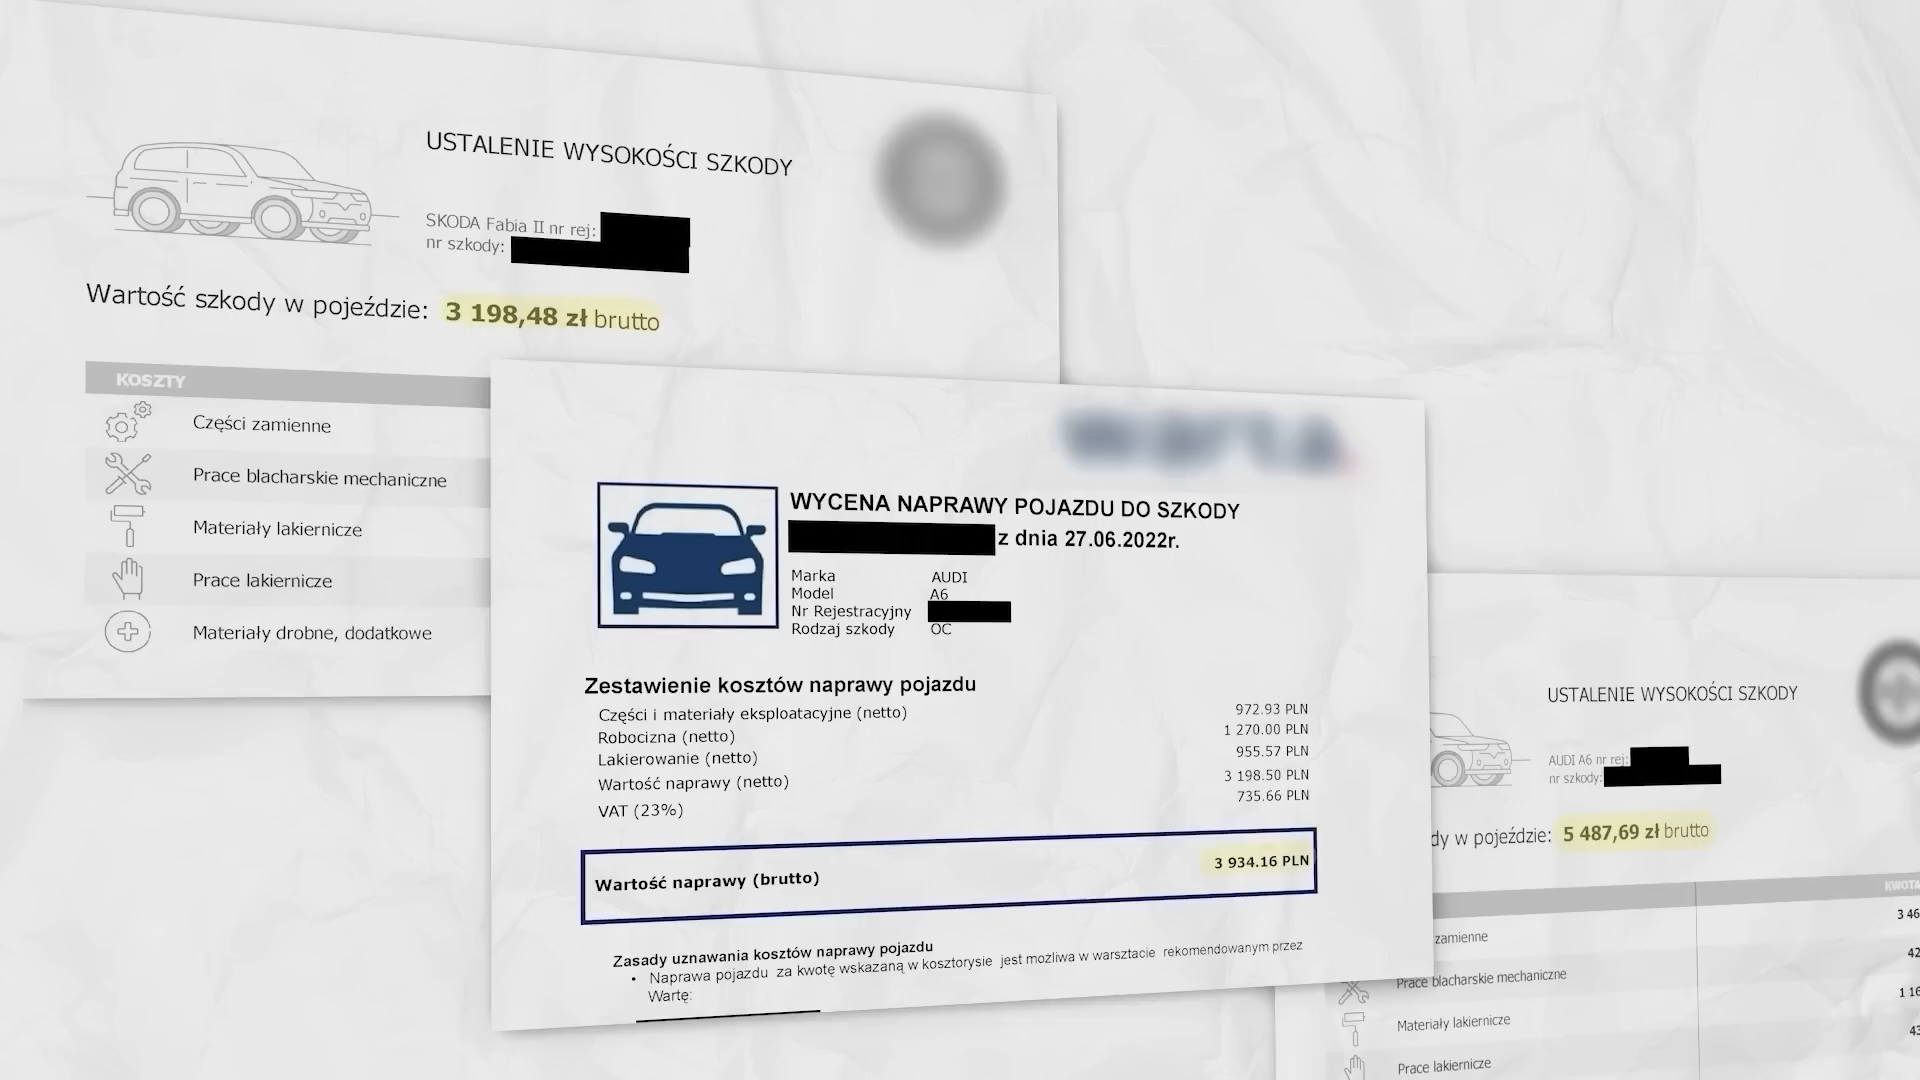 USTALENIE WYSOKOŚCI SZKODY
SKODA Fabia II nr rej:
nr szkody:
Wartość szkody w pojeździe: 3 198,48 zł brutto
KOSZTY
Części zamienne
Prace blacharskie mechaniczne
Materiały lakiernicze
Prace lakiernicze
Materiały drobne, dodatkowe
warta.
WYCENA NAPRAWY POJAZDU DO SZKODY
z dnia 27.06.2022r.
Marka AUDI
Model A6
Nr Rejestracyjny
Rodzaj szkody OC
Zestawienie kosztów naprawy pojazdu
Części i materiały eksploatacyjne (netto) 972.93 PLN
Robocizna (netto) 1 270.00 PLN
Lakierowanie (netto) 955.57 PLN
Wartość naprawy (netto) 3 198.50 PLN
VAT (23%) 735.66 PLN
Wartość naprawy (brutto) 3 934.16 PLN
Zasady uznawania kosztów naprawy pojazdu
• Naprawa pojazdu za kwotę wskazaną w kosztorysie jest możliwa w warsztacie rekomendowanym przez
Wartę:
USTALENIE WYSOKOŚCI SZKODY
AUDI A6 nr rej:
nr szkody:
dy w pojeździe: 5 487,69 zł brutto
KWOTA
zamienne 3 46
Prace blacharskie mechaniczne 42
Materiały lakiernicze 1 16
Prace lakiernicze 43